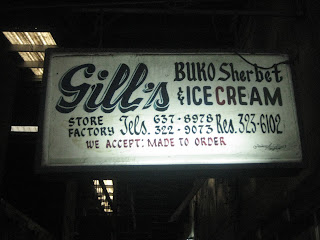 Gill's BUKO Sherbet
& ICE CREAM
STORE Tels. 637-8978 Res. 323-6102
FACTORY 322-9073
WE ACCEPT: MADE TO ORDER